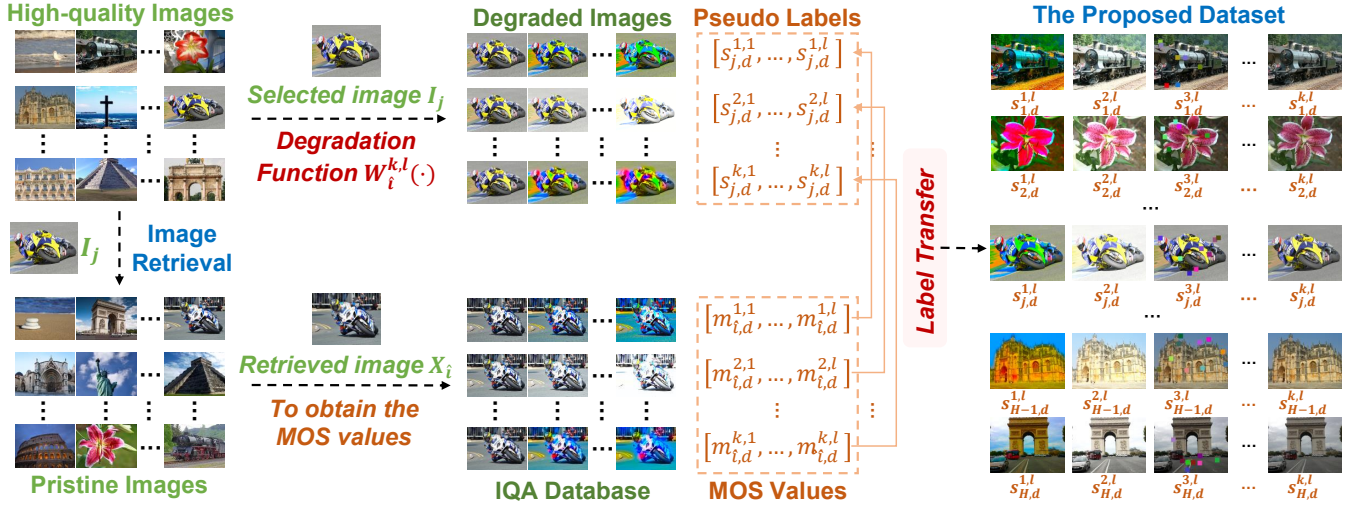 High-quality Images
Degraded Images
Pseudo Labels
The Proposed Dataset
Selected image I_j
Degradation
Function W_î^{k,l}(·)
[s_{j,d}^{1,1}, ..., s_{j,d}^{1,l}]
[s_{j,d}^{2,1}, ..., s_{j,d}^{2,l}]
[s_{j,d}^{k,1}, ..., s_{j,d}^{k,l}]
I_j
Image
Retrieval
Label Transfer
Retrieved image X_î
To obtain the
MOS values
[m_{î,d}^{1,1}, ..., m_{î,d}^{1,l}]
[m_{î,d}^{2,1}, ..., m_{î,d}^{2,l}]
[m_{î,d}^{k,1}, ..., m_{î,d}^{k,l}]
Pristine Images
IQA Database
MOS Values
s_{1,d}^{1,l} s_{1,d}^{2,l} s_{1,d}^{3,l} ... s_{1,d}^{k,l}
s_{2,d}^{1,l} s_{2,d}^{2,l} s_{2,d}^{3,l} ... s_{2,d}^{k,l}
...
s_{j,d}^{1,l} s_{j,d}^{2,l} s_{j,d}^{3,l} ... s_{j,d}^{k,l}
...
s_{H-1,d}^{1,l} s_{H-1,d}^{2,l} s_{H-1,d}^{3,l} ... s_{H-1,d}^{k,l}
s_{H,d}^{1,l} s_{H,d}^{2,l} s_{H,d}^{3,l} ... s_{H,d}^{k,l}